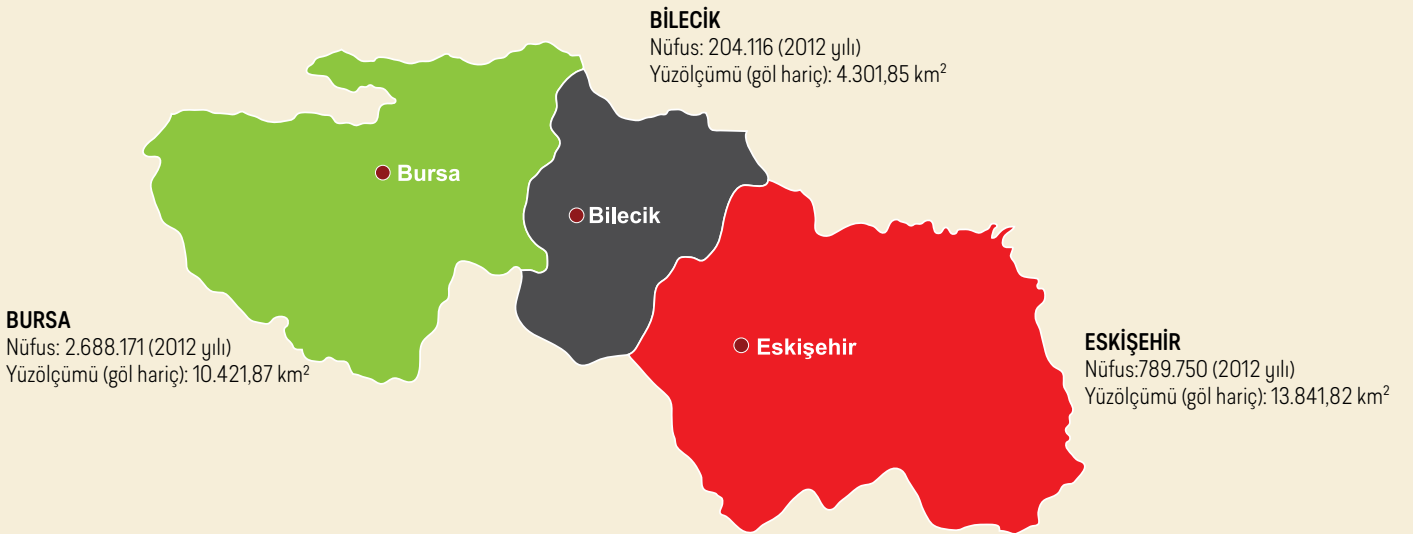 BİLECİK
Nüfus: 204.116 (2012 yılı)
Yüzölçümü (göl hariç): 4.301,85 km²
Bursa
Bilecik
BURSA
Nüfus: 2.688.171 (2012 yılı)
Yüzölçümü (göl hariç): 10.421,87 km²
Eskişehir
ESKİŞEHİR
Nüfus:789.750 (2012 yılı)
Yüzölçümü (göl hariç): 13.841,82 km²